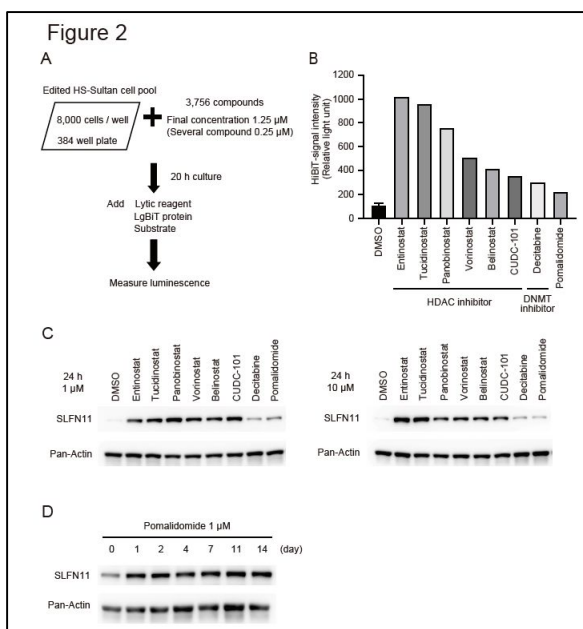 Figure 2
A
Edited HS-Sultan cell pool
8,000 cells / well
384 well plate
3,756 compounds
Final concentration 1.25 µM
(Several compound 0.25 µM)
20 h culture
Add Lytic reagent
LgBiT protein
Substrate
Measure luminescence
B
HiBiT-signal intensity
(Relative light unit)
1200
1000
800
600
400
200
0
DMSO
Entinostat
Tucidinostat
Panobinostat
Vorinostat
Belinostat
CUDC-101
Decitabine
Pomalidomide
HDAC inhibitor
DNMT
inhibitor
C
24 h
1 µM
DMSO
Entinostat
Tucidinostat
Panobinostat
Vorinostat
Belinostat
CUDC-101
Decitabine
Pomalidomide
SLFN11
Pan-Actin
24 h
10 µM
DMSO
Entinostat
Tucidinostat
Panobinostat
Vorinostat
Belinostat
CUDC-101
Decitabine
Pomalidomide
SLFN11
Pan-Actin
D
Pomalidomide 1 µM
0 1 2 4 7 11 14 (day)
SLFN11
Pan-Actin